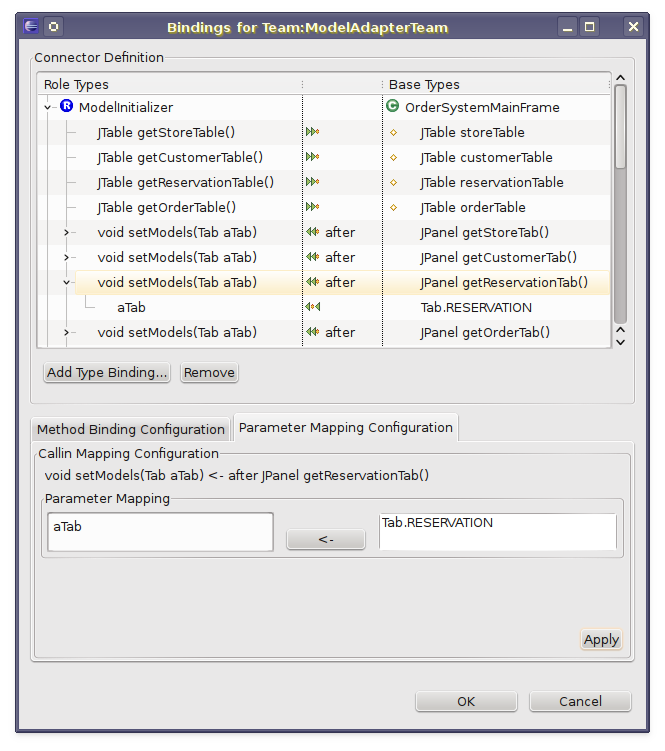 Bindings for Team:ModelAdapterTeam
Connector Definition
Role Types Base Types
R ModelInitializer C OrderSystemMainFrame
JTable getStoreTable() JTable storeTable
JTable getCustomerTable() JTable customerTable
JTable getReservationTable() JTable reservationTable
JTable getOrderTable() JTable orderTable
void setModels(Tab aTab) after JPanel getStoreTab()
void setModels(Tab aTab) after JPanel getCustomerTab()
void setModels(Tab aTab) after JPanel getReservationTab()
aTab Tab.RESERVATION
void setModels(Tab aTab) after JPanel getOrderTab()
Add Type Binding... Remove
Method Binding Configuration Parameter Mapping Configuration
Callin Mapping Configuration
void setModels(Tab aTab) <- after JPanel getReservationTab()
Parameter Mapping
aTab <- Tab.RESERVATION
Apply
OK Cancel